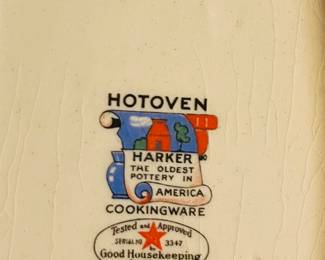 HOTOVEN
HARKER
THE OLDEST
POTTERY IN
AMERICA
COOKINGWARE
Tested and Approved
SERIAL NO 3347
Good Housekeeping